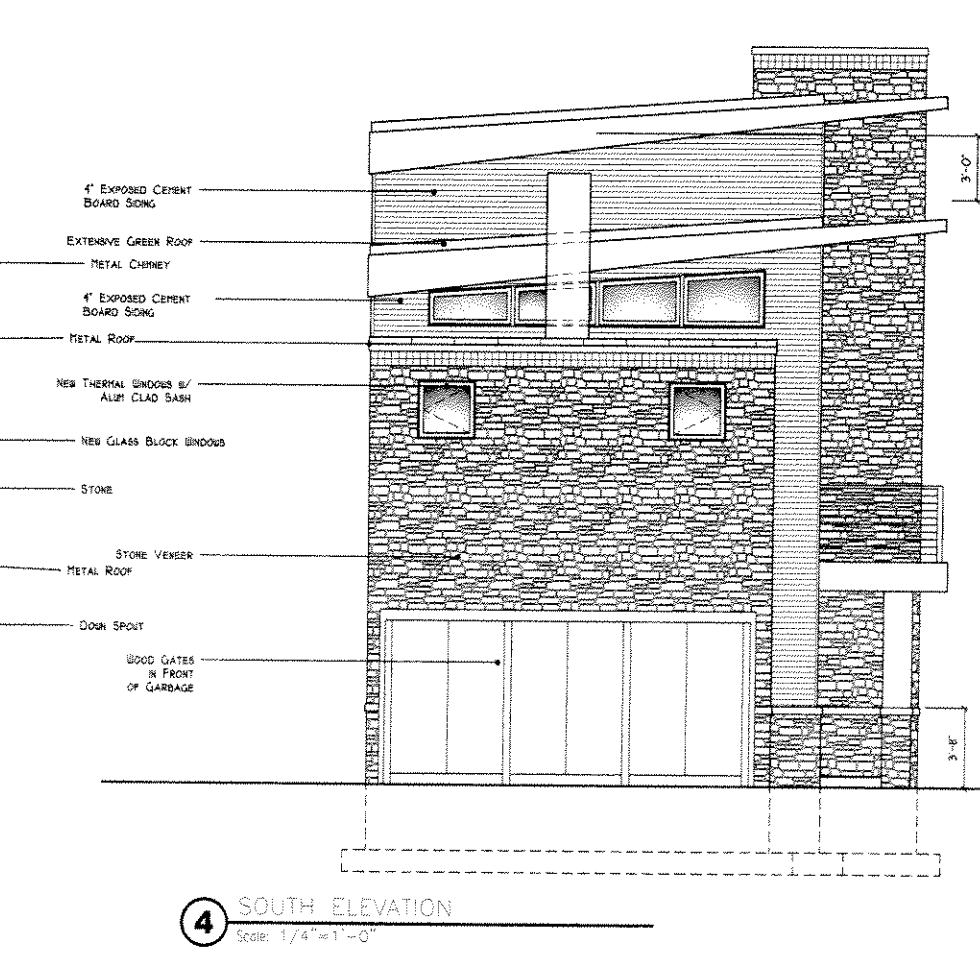 4" Exposed Cement
Board Siding
Extensive Green Roof
Metal Chimney
4" Exposed Cement
Board Siding
Metal Roof
New Thermal Windows w/
Alum Clad Sash
New Glass Block Windows
Stone
Stone Veneer
Metal Roof
Down Spout
Wood Gates
in Front
of Garbage
3'-0"
3'-8"
4 SOUTH ELEVATION
Scale: 1/4"=1'-0"